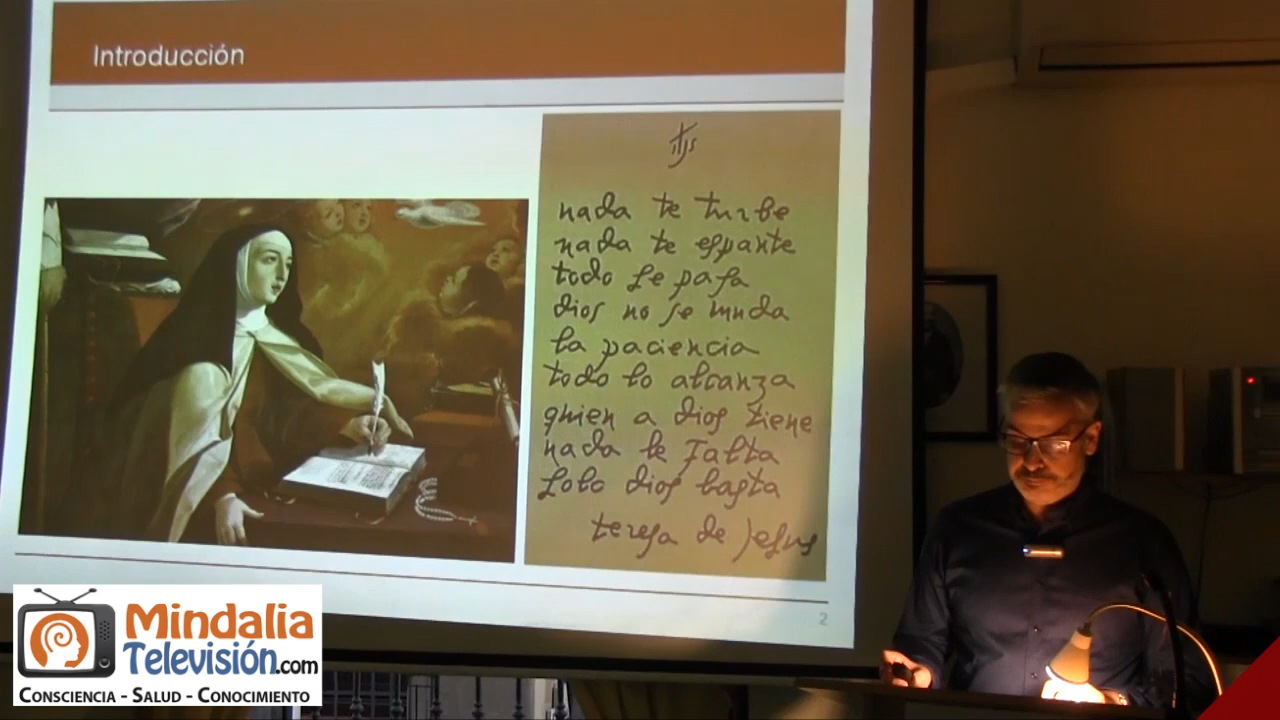 Introducción
ihs
nada te turbe
nada te espante
todo se pasa
dios no se muda
la paciencia
todo lo alcanza
quien a dios tiene
nada le falta
solo dios basta
teresa de jesus
2
Mindalia
Televisión.com
CONSCIENCIA - SALUD - CONOCIMIENTO